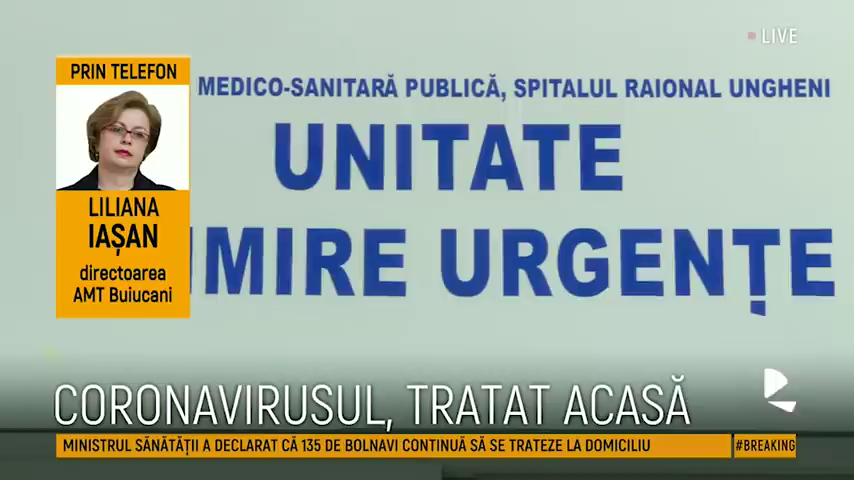 LIVE
PRIN TELEFON
MEDICO-SANITARĂ PUBLICĂ, SPITALUL RAIONAL UNGHENI
UNITATE
IMIRE URGENȚE
LILIANA
IAȘAN
directoarea
AMT Buiucani
CORONAVIRUSUL, TRATAT ACASĂ
MINISTRUL SĂNĂTĂȚII A DECLARAT CĂ 135 DE BOLNAVI CONTINUĂ SĂ SE TRATEZE LA DOMICILIU
#BREAKING